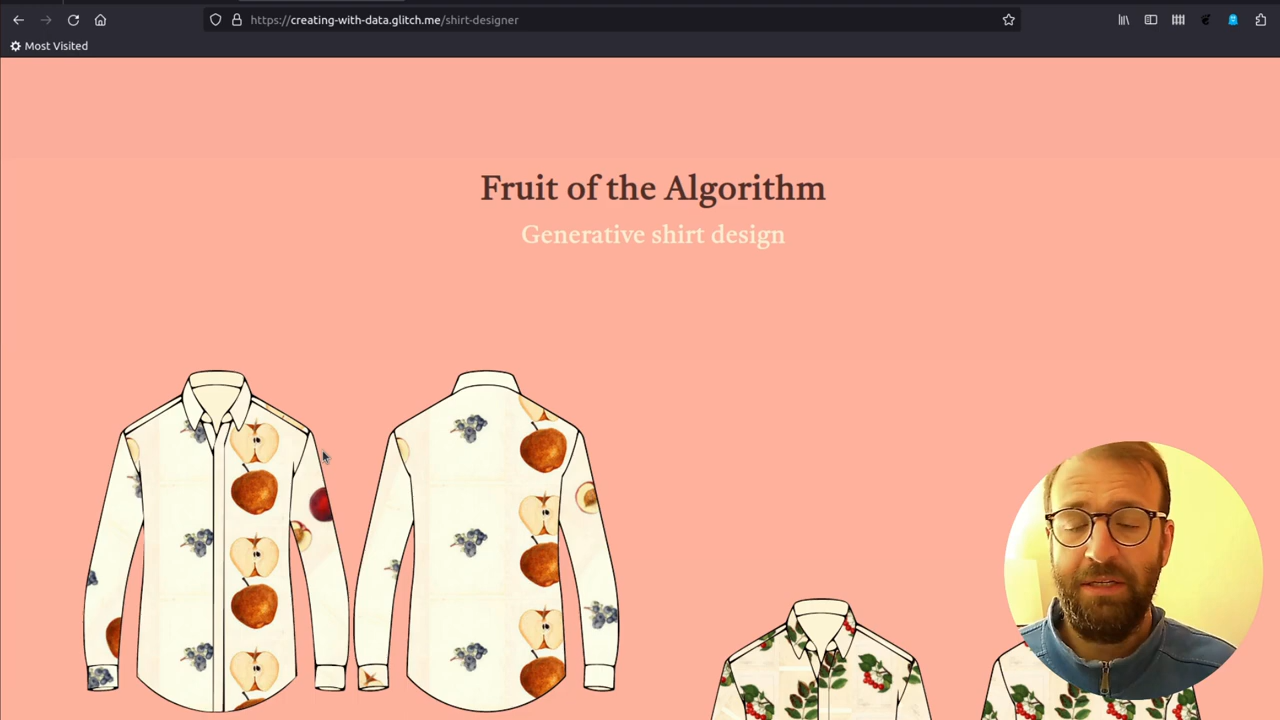 https://creating-with-data.glitch.me/shirt-designer
Most Visited
Fruit of the Algorithm
Generative shirt design